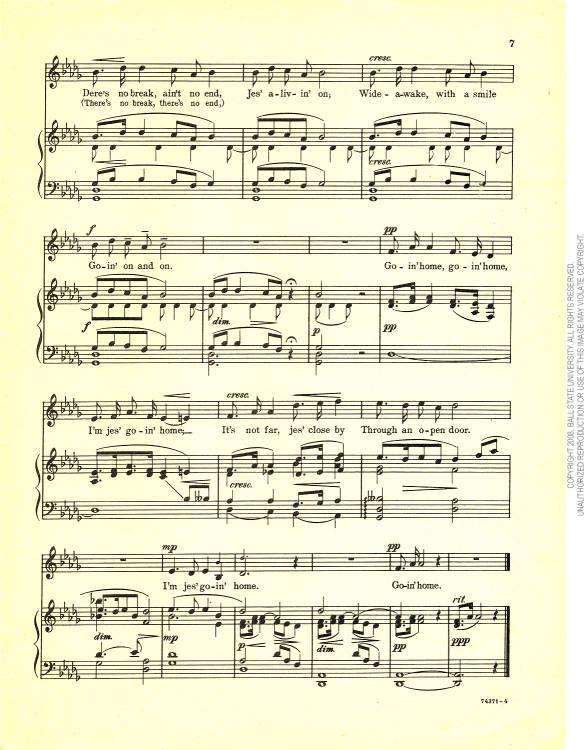 7
cresc.
Dere's no break, ain't no end, Jes' a-liv-in' on; Wide-a-wake, with a smile
(There's no break, there's no end,)
cresc.
f
pp
Go-in' on and on. Go-in' home, go-in' home,
f
dim.
p
pp
cresc.
I'm jes' go-in' home; It's not far, jes' close by Through an o-pen door.
cresc.
mp
pp
I'm jes' go-in' home. Go-in' home.
rit.
dim.
mp
p
dim.
pp
ppp
74371-4
COPYRIGHT 2008, BALL STATE UNIVERSITY. ALL RIGHTS RESERVED.
UNAUTHORIZED REPRODUCTION OR USE OF THIS IMAGE MAY VIOLATE COPYRIGHT.